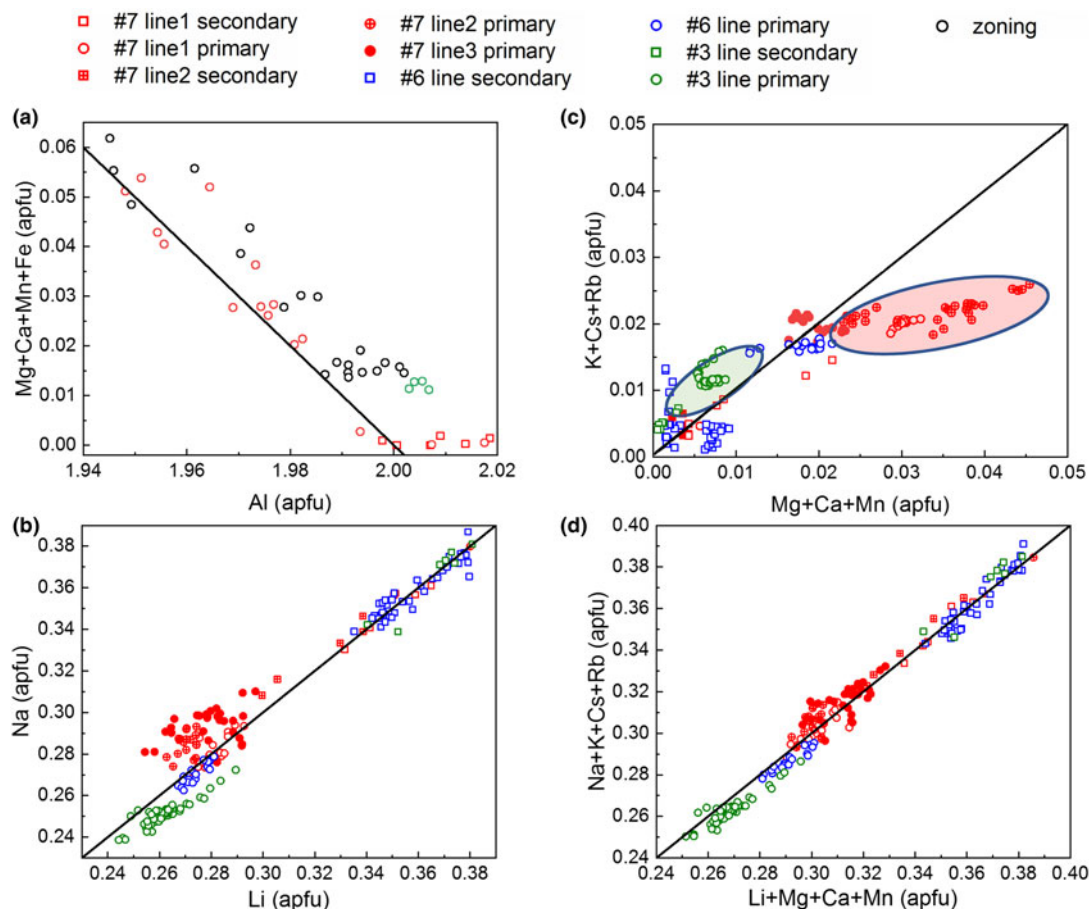 #7 line1 secondary
#7 line1 primary
#7 line2 secondary
#7 line2 primary
#7 line3 primary
#6 line secondary
#6 line primary
#3 line secondary
#3 line primary
zoning
(a)
Mg+Ca+Mn+Fe (apfu)
0.06
0.05
0.04
0.03
0.02
0.01
0.00
1.94
1.96
1.98
2.00
2.02
Al (apfu)
(c)
K+Cs+Rb (apfu)
0.05
0.04
0.03
0.02
0.01
0.00
0.00
0.01
0.02
0.03
0.04
0.05
Mg+Ca+Mn (apfu)
(b)
Na (apfu)
0.38
0.36
0.34
0.32
0.30
0.28
0.26
0.24
0.24
0.26
0.28
0.30
0.32
0.34
0.36
0.38
Li (apfu)
(d)
Na+K+Cs+Rb (apfu)
0.40
0.38
0.36
0.34
0.32
0.30
0.28
0.26
0.24
0.24
0.26
0.28
0.30
0.32
0.34
0.36
0.38
0.40
Li+Mg+Ca+Mn (apfu)